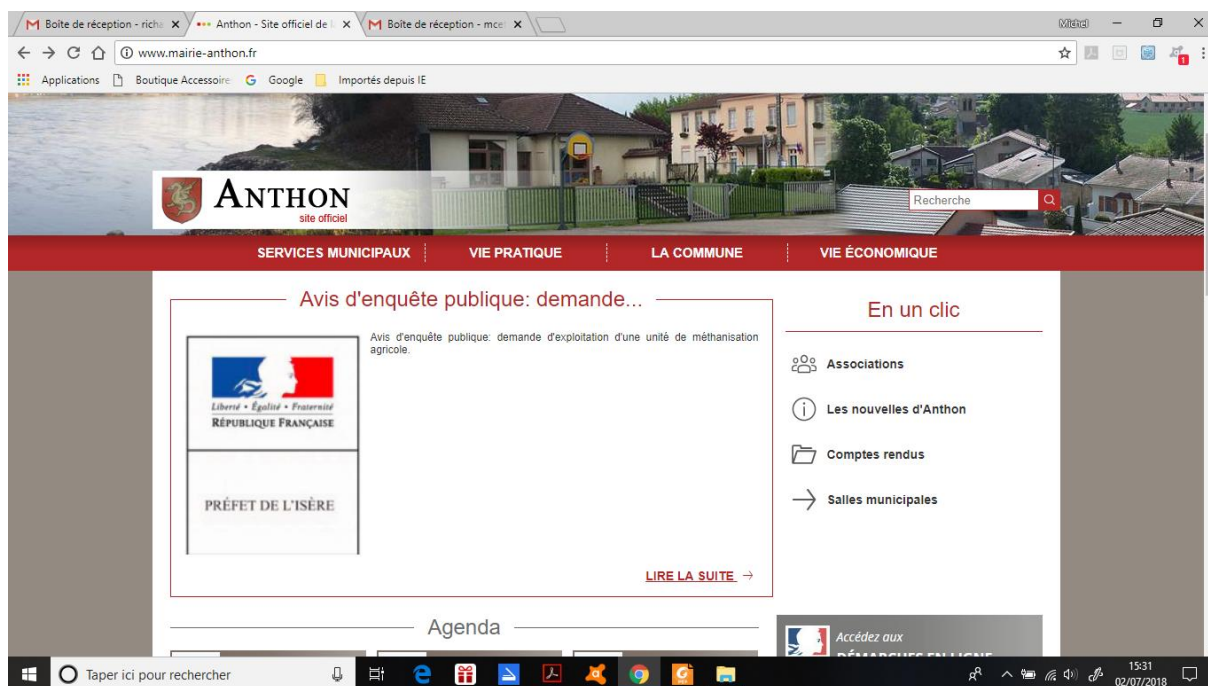 Boîte de réception - rich
Anthon - Site officiel de l
Boîte de réception - mce
Michel
www.mairie-anthon.fr
Applications
Boutique Accessoire
Google
Importés depuis IE
ANTHON
site officiel
Recherche
SERVICES MUNICIPAUX
VIE PRATIQUE
LA COMMUNE
VIE ÉCONOMIQUE
Avis d'enquête publique: demande...
Avis d'enquête publique: demande d'exploitation d'une unité de méthanisation
agricole.
Liberté • Égalité • Fraternité
RÉPUBLIQUE FRANÇAISE
PRÉFET DE L'ISÈRE
LIRE LA SUITE
En un clic
Associations
Les nouvelles d'Anthon
Comptes rendus
Salles municipales
Agenda
Accédez aux
DÉMARCHES EN LIGNE
Taper ici pour rechercher
15:31
02/07/2018